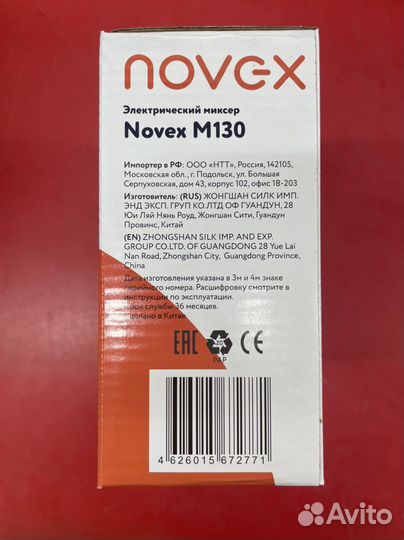 novex
Электрический миксер
Novex M130
Импортер в РФ: ООО «НТТ», Россия, 142105,
Московская обл., г. Подольск, ул. Большая
Серпуховская, дом 43, корпус 102, офис 18-203
Изготовитель: (RUS) ЖОНГШАН СИЛК ИМП.
ЭНД ЭКСП. ГРУП КО.ЛТД ОФ ГУАНДУН, 28
Юи Ляй Нянь Роуд, Жонгшан Сити, Гуандун
Провинс, Китай
(EN) ZHONGSHAN SILK IMP. AND EXP.
GROUP CO.LTD. OF GUANGDONG 28 Yue Lai
Nan Road, Zhongshan City, Guangdong Province,
China
Дата изготовления указана в 3м и 4м знаке
серийного номера. Расшифровку смотрите в
инструкции по эксплуатации.
Срок службы 36 месяцев.
Сделано в Китае
EAC 20 PAP CE
4 626015 672771
Avito